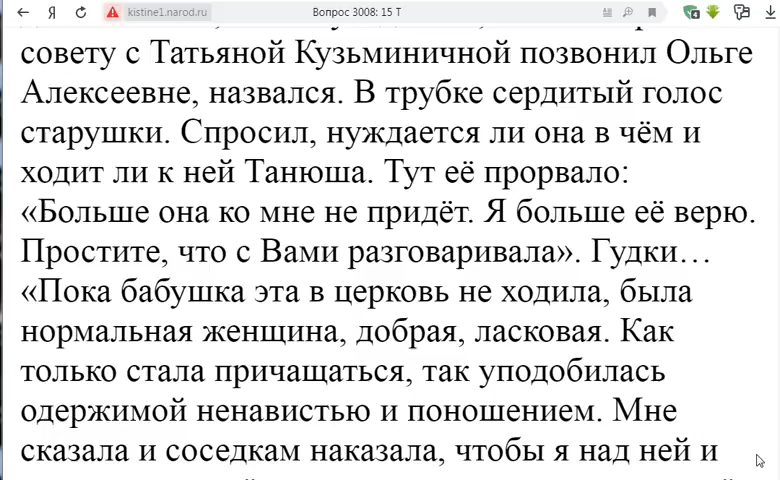 kistine1.narod.ru
Вопрос 3008: 15 Т
совету с Татьяной Кузьминичной позвонил Ольге
Алексеевне, назвался. В трубке сердитый голос
старушки. Спросил, нуждается ли она в чём и
ходит ли к ней Танюша. Тут её прорвало:
«Больше она ко мне не придёт. Я больше её верю.
Простите, что с Вами разговаривала». Гудки…
«Пока бабушка эта в церковь не ходила, была
нормальная женщина, добрая, ласковая. Как
только стала причащаться, так уподобилась
одержимой ненавистью и поношением. Мне
сказала и соседкам наказала, чтобы я над ней и